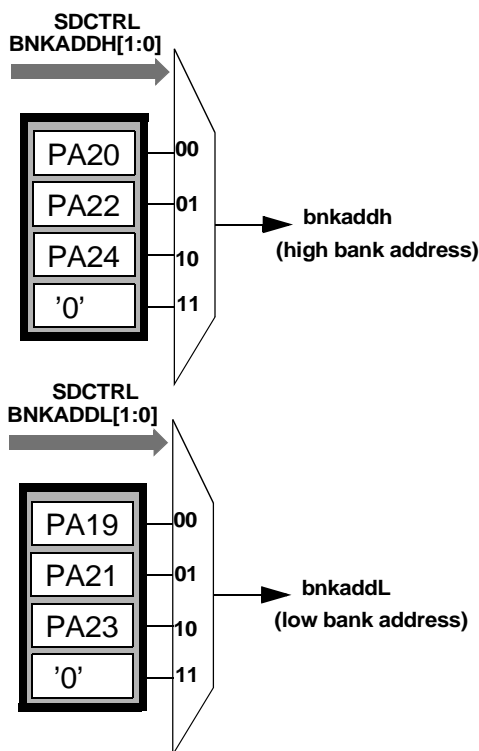 SDCTRL
BNKADDH[1:0]
PA20 00
PA22 01
PA24 10
'0' 11
bnkaddh
(high bank address)
SDCTRL
BNKADDL[1:0]
PA19 00
PA21 01
PA23 10
'0' 11
bnkaddL
(low bank address)